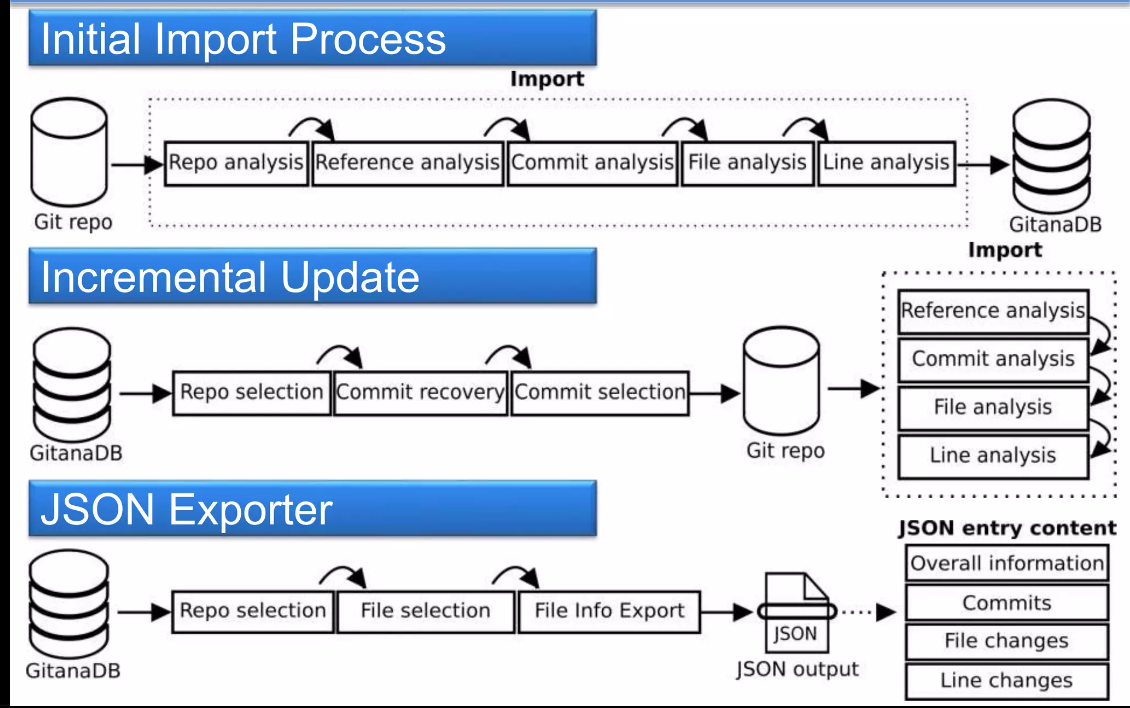 Initial Import Process
Import
Repo analysis
Reference analysis
Commit analysis
File analysis
Line analysis
Git repo
GitanaDB
Incremental Update
Import
Repo selection
Commit recovery
Commit selection
GitanaDB
Git repo
Reference analysis
Commit analysis
File analysis
Line analysis
JSON Exporter
Repo selection
File selection
File Info Export
GitanaDB
JSON
JSON output
JSON entry content
Overall information
Commits
File changes
Line changes